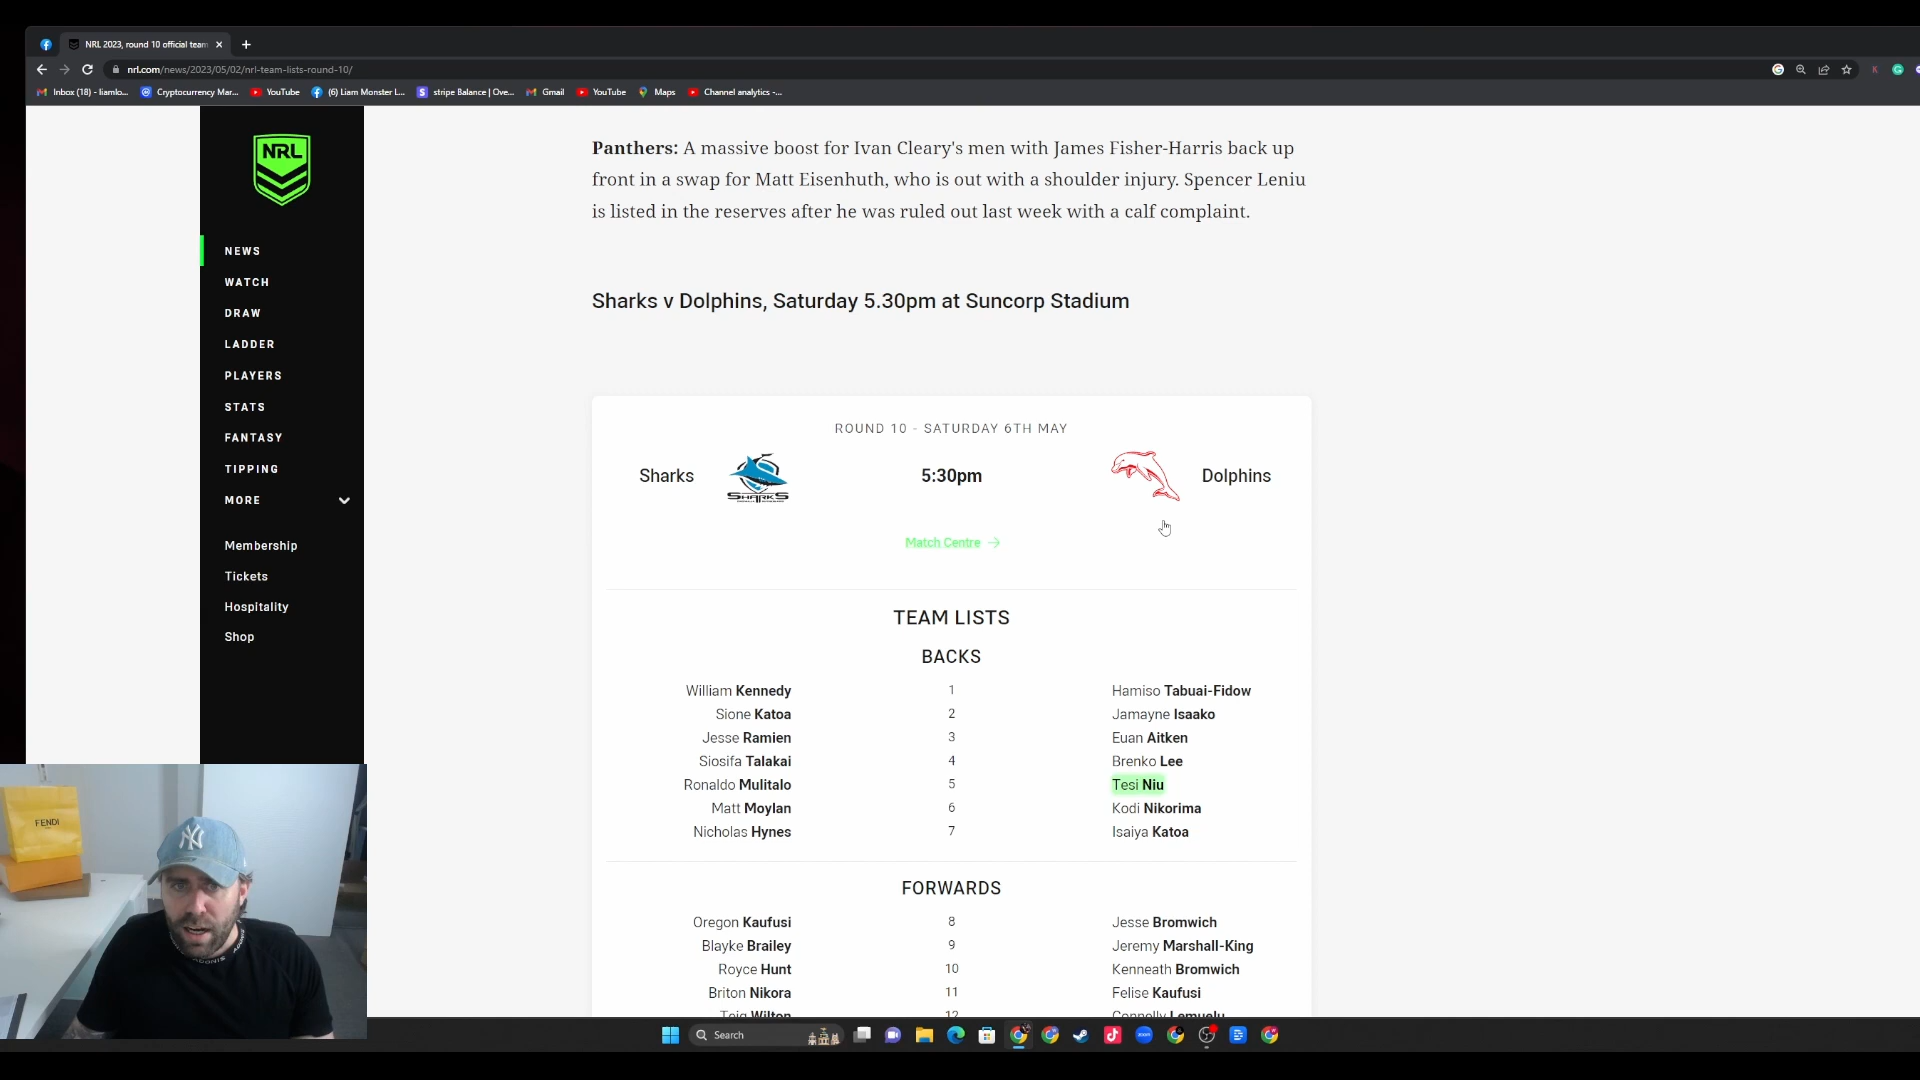 NRL 2023, round 10 official team
nrl.com/news/2023/05/02/nrl-team-lists-round-10/
Inbox (18) - liamlo... Cryptocurrency Mar... YouTube (6) Liam Monster L... stripe Balance | Ove... Gmail YouTube Maps Channel analytics -...
NRL
NEWS
WATCH
DRAW
LADDER
PLAYERS
STATS
FANTASY
TIPPING
MORE
Membership
Tickets
Hospitality
Shop
Panthers: A massive boost for Ivan Cleary's men with James Fisher-Harris back up
front in a swap for Matt Eisenhuth, who is out with a shoulder injury. Spencer Leniu
is listed in the reserves after he was ruled out last week with a calf complaint.
Sharks v Dolphins, Saturday 5.30pm at Suncorp Stadium
ROUND 10 - SATURDAY 6TH MAY
Sharks SHARKS 5:30pm Dolphins
Match Centre
TEAM LISTS
BACKS
William Kennedy 1 Hamiso Tabuai-Fidow
Sione Katoa 2 Jamayne Isaako
Jesse Ramien 3 Euan Aitken
Siosifa Talakai 4 Brenko Lee
Ronaldo Mulitalo 5 Tesi Niu
Matt Moylan 6 Kodi Nikorima
Nicholas Hynes 7 Isaiya Katoa
FORWARDS
Oregon Kaufusi 8 Jesse Bromwich
Blayke Brailey 9 Jeremy Marshall-King
Royce Hunt 10 Kenneath Bromwich
Briton Nikora 11 Felise Kaufusi
Teig Wilton 12 Connelly Lemuelu
FENDI
NY
ADONIS
Search